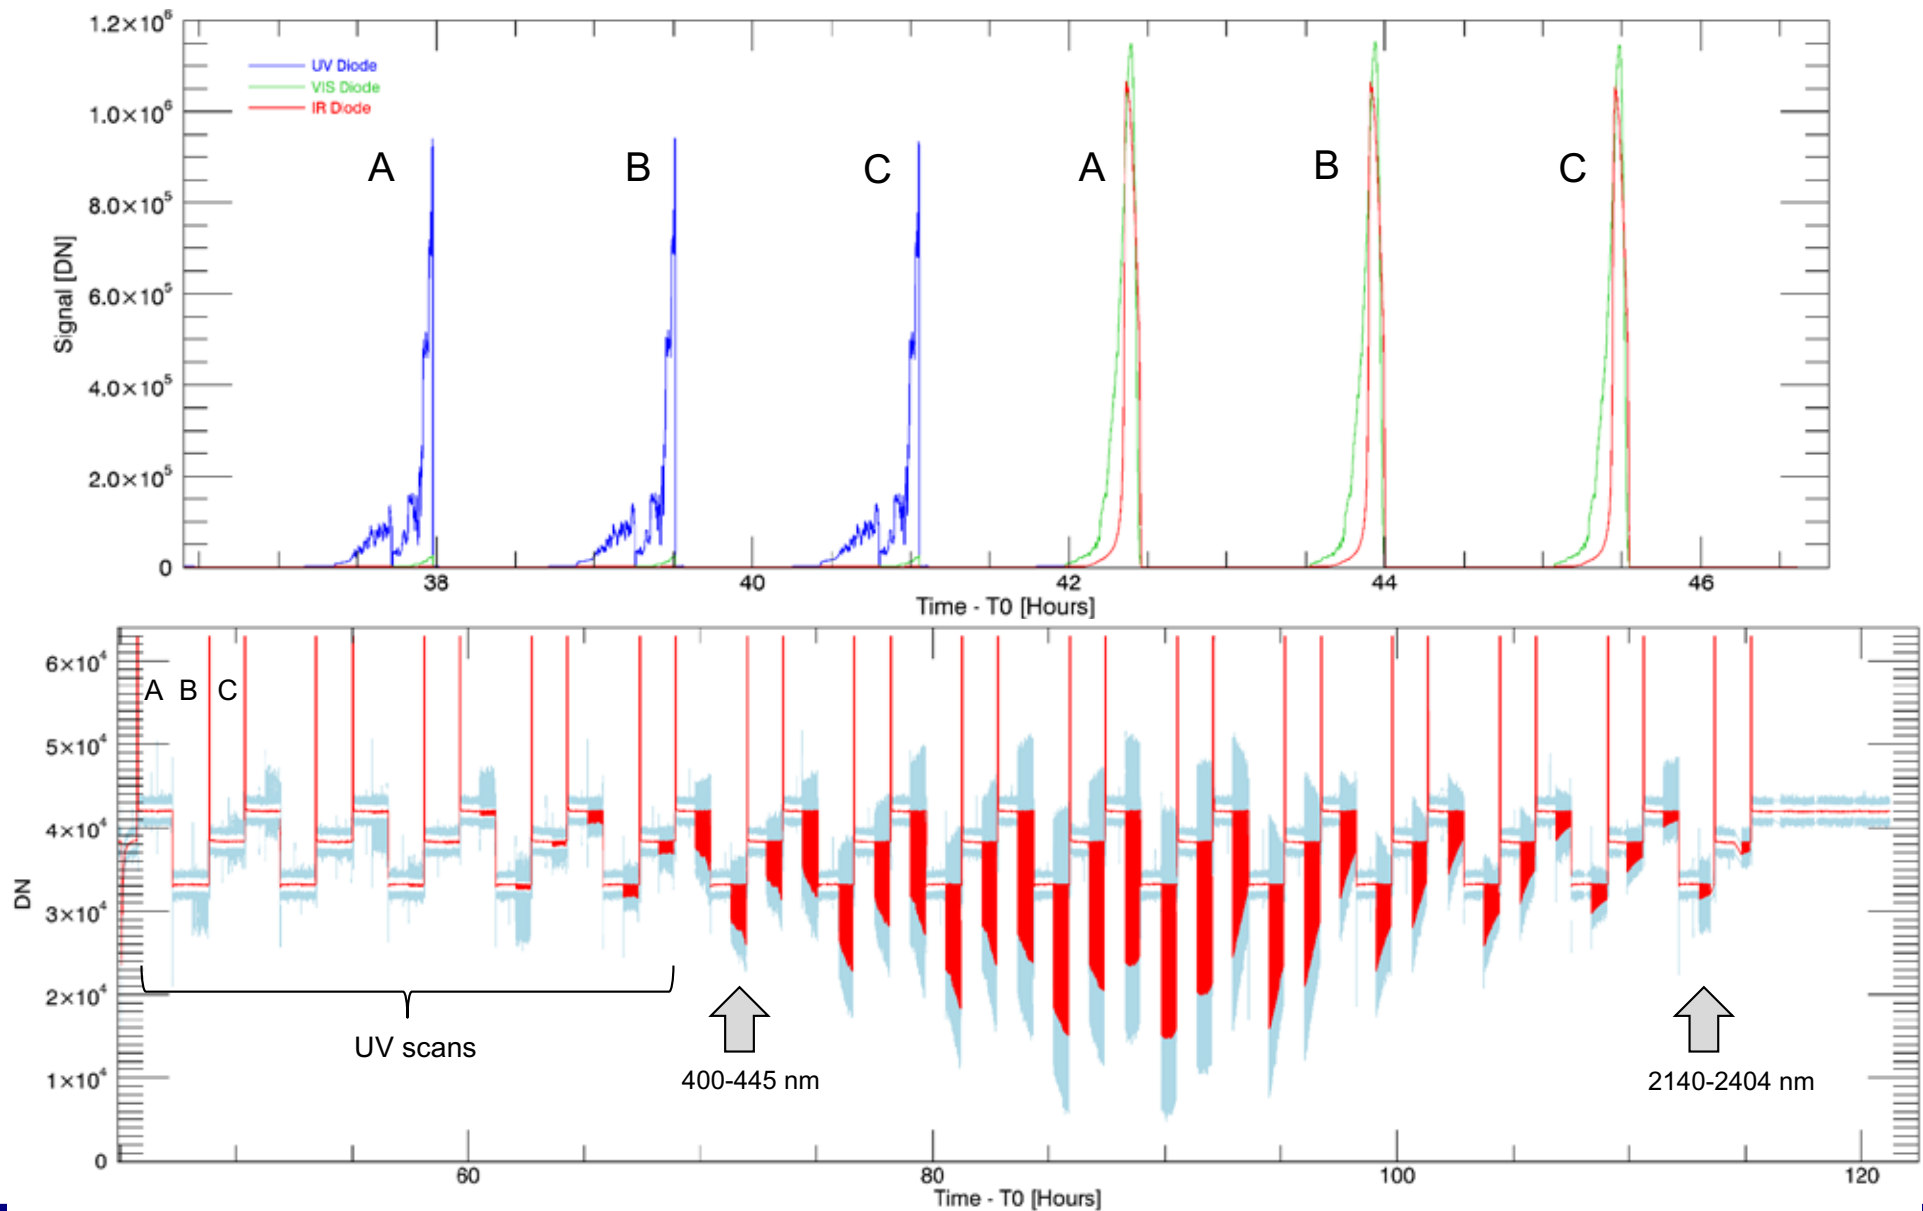 1.2×10⁶
1.0×10⁶
8.0×10⁵
6.0×10⁵
4.0×10⁵
2.0×10⁵
0
Signal [DN]
UV Diode
VIS Diode
IR Diode
A B C A B C
38 40 42 44 46
Time - T0 [Hours]
6×10⁴
5×10⁴
4×10⁴
3×10⁴
2×10⁴
1×10⁴
0
DN
A B C
UV scans
400-445 nm
2140-2404 nm
60 80 100 120
Time - T0 [Hours]